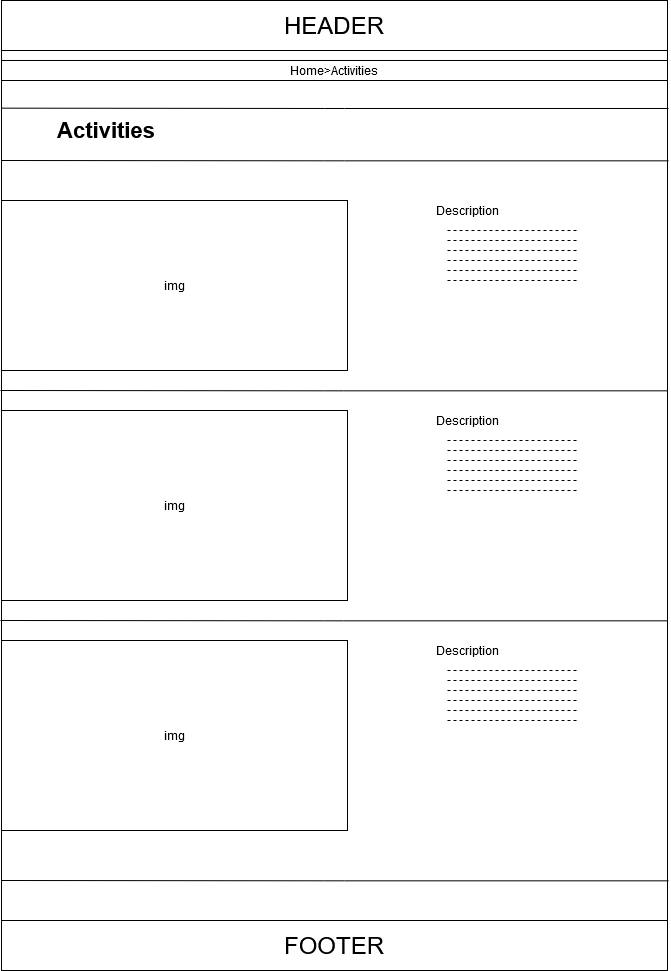 HEADER
Home>Activities
Activities
img
Description
img
Description
img
Description
FOOTER